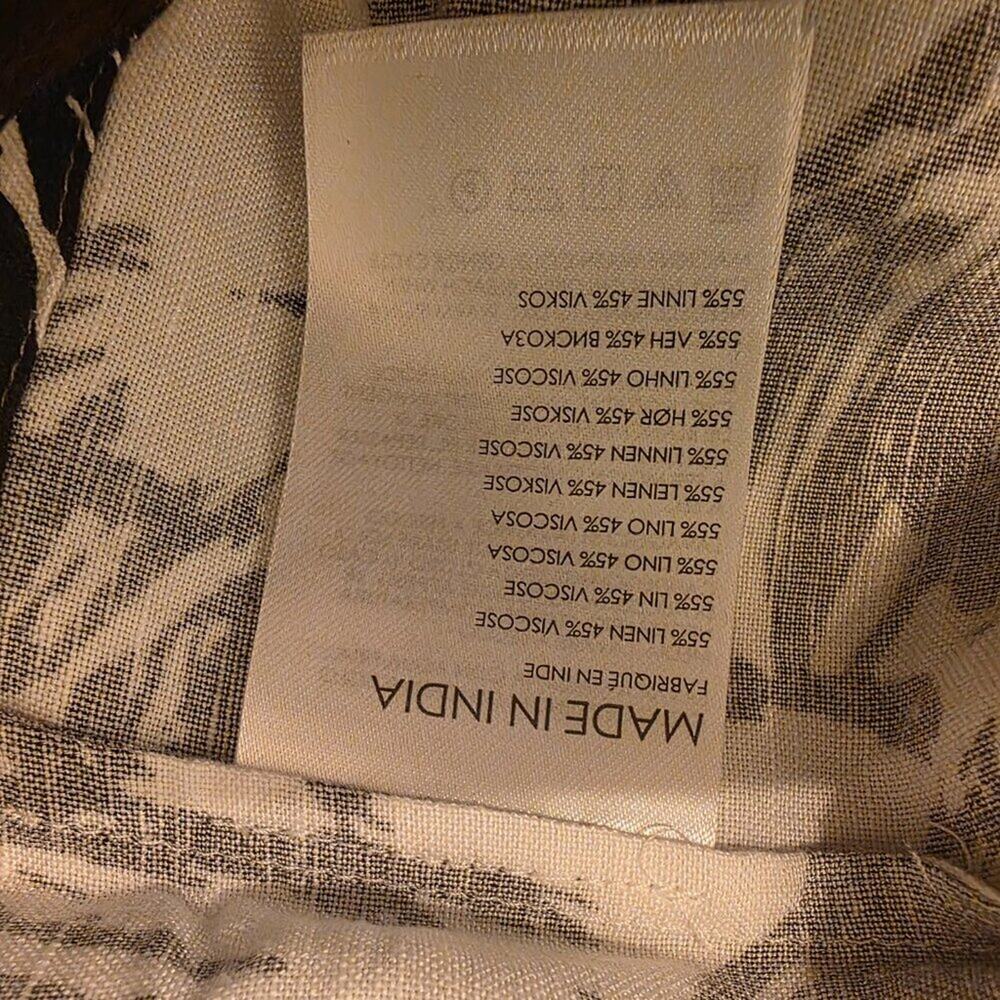 MADE IN INDIA
FABRIQUÉ EN INDE
55% LINEN 45% VISCOSE
55% LIN 45% VISCOSE
55% LINO 45% VISCOSA
55% LINO 45% VISCOSA
55% LEINEN 45% VISKOSE
55% LINNEN 45% VISCOSE
55% HØR 45% VISKOSE
55% LINHO 45% VISCOSE
55% ΛEH 45% ВИСКОЗА
55% LINNE 45% VISKOS